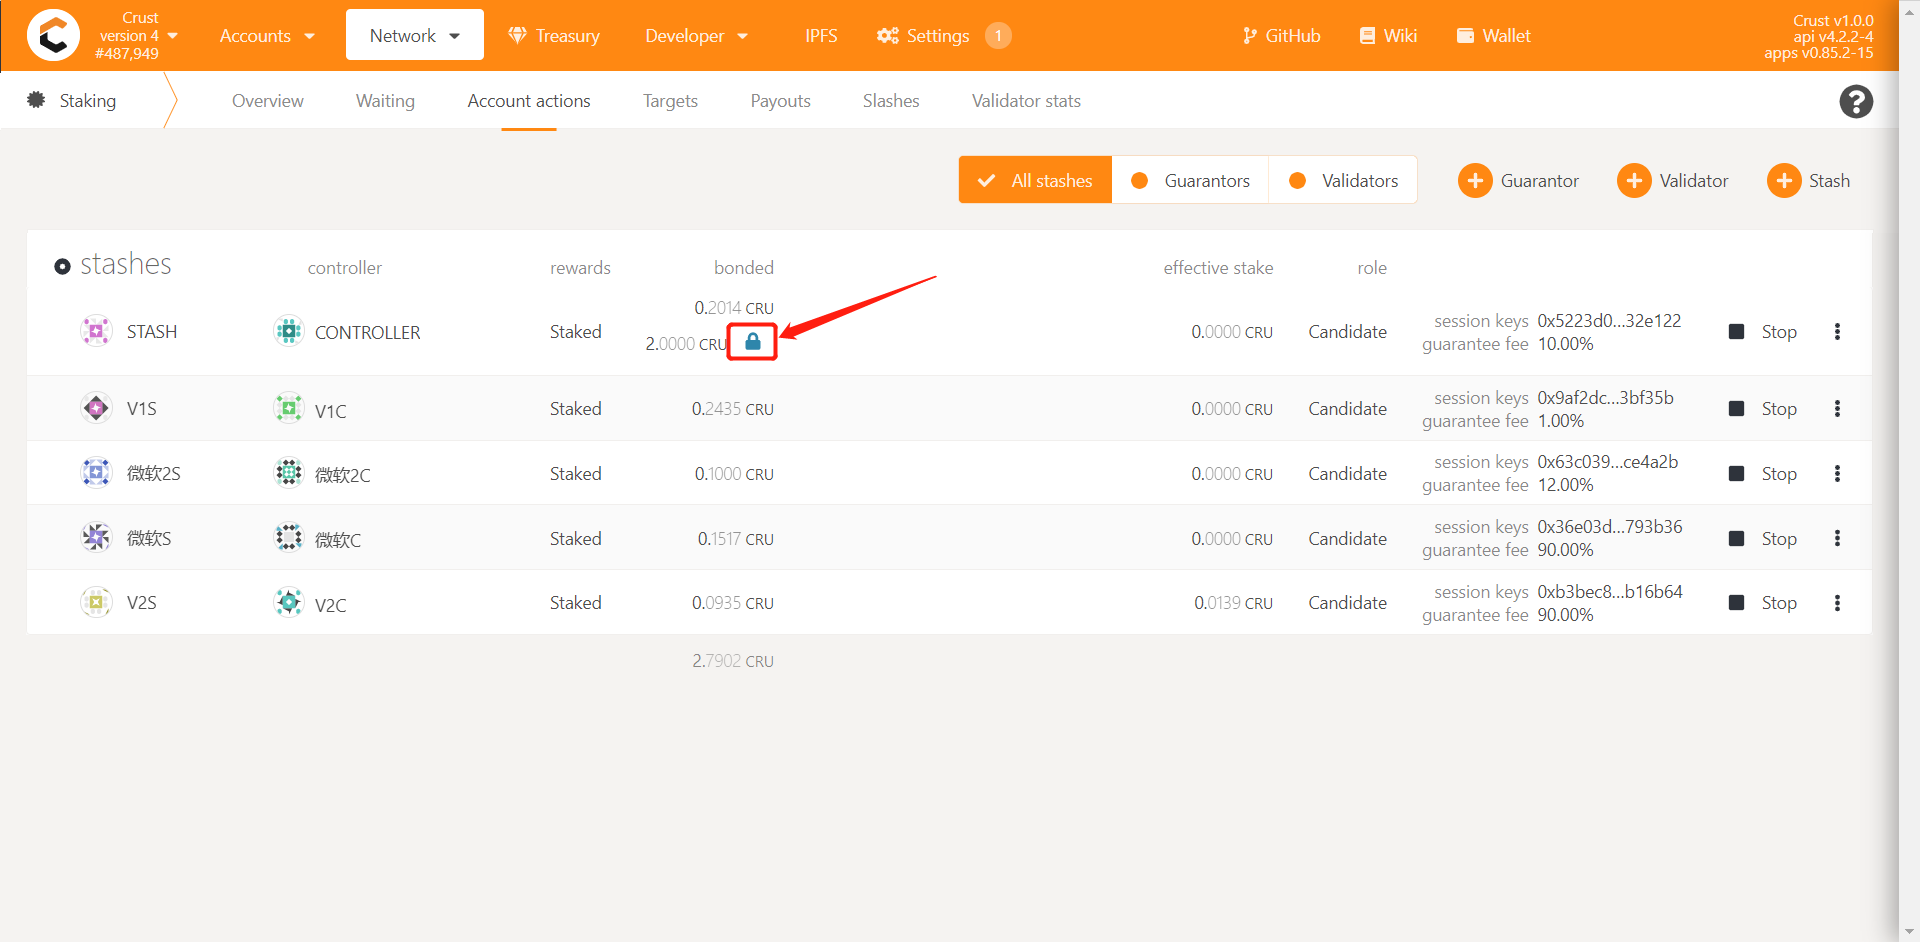 Crust
version 4
#487,949
Accounts
Network
Treasury
Developer
IPFS
Settings 1
GitHub
Wiki
Wallet
Crust v1.0.0
api v4.2.2-4
apps v0.85.2-15
Staking
Overview
Waiting
Account actions
Targets
Payouts
Slashes
Validator stats
All stashes
Guarantors
Validators
Guarantor
Validator
Stash
stashes controller rewards bonded effective stake role
0.2014 CRU
STASH CONTROLLER Staked 2.0000 CRU 0.0000 CRU Candidate
session keys 0x5223d0...32e122
guarantee fee 10.00%
Stop
V1S V1C Staked 0.2435 CRU 0.0000 CRU Candidate
session keys 0x9af2dc...3bf35b
guarantee fee 1.00%
Stop
微软2S 微软2C Staked 0.1000 CRU 0.0000 CRU Candidate
session keys 0x63c039...ce4a2b
guarantee fee 12.00%
Stop
微软S 微软C Staked 0.1517 CRU 0.0000 CRU Candidate
session keys 0x36e03d...793b36
guarantee fee 90.00%
Stop
V2S V2C Staked 0.0935 CRU 0.0139 CRU Candidate
session keys 0xb3bec8...b16b64
guarantee fee 90.00%
Stop
2.7902 CRU